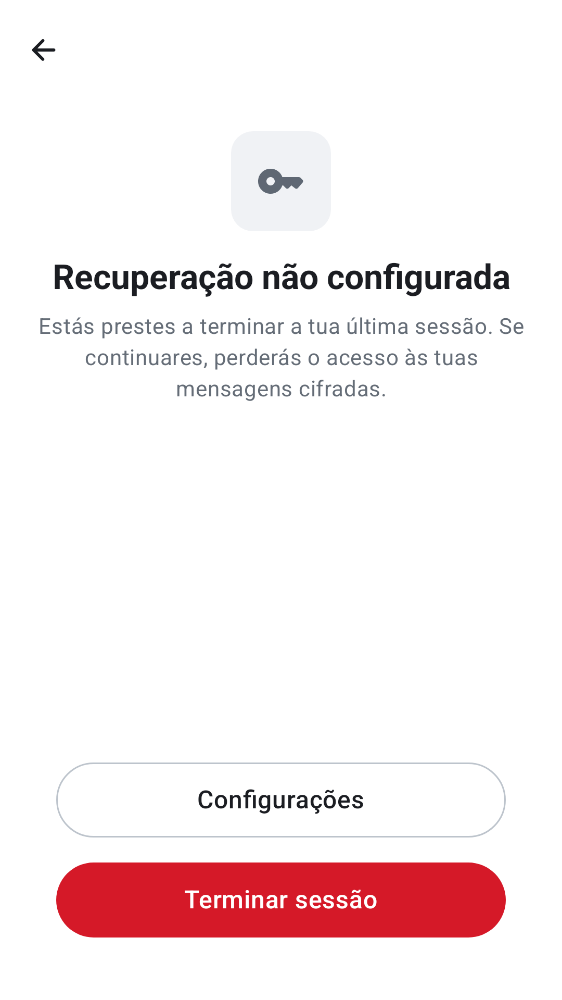 Recuperação não configurada
Estás prestes a terminar a tua última sessão. Se
continuares, perderás o acesso às tuas
mensagens cifradas.
Configurações
Terminar sessão